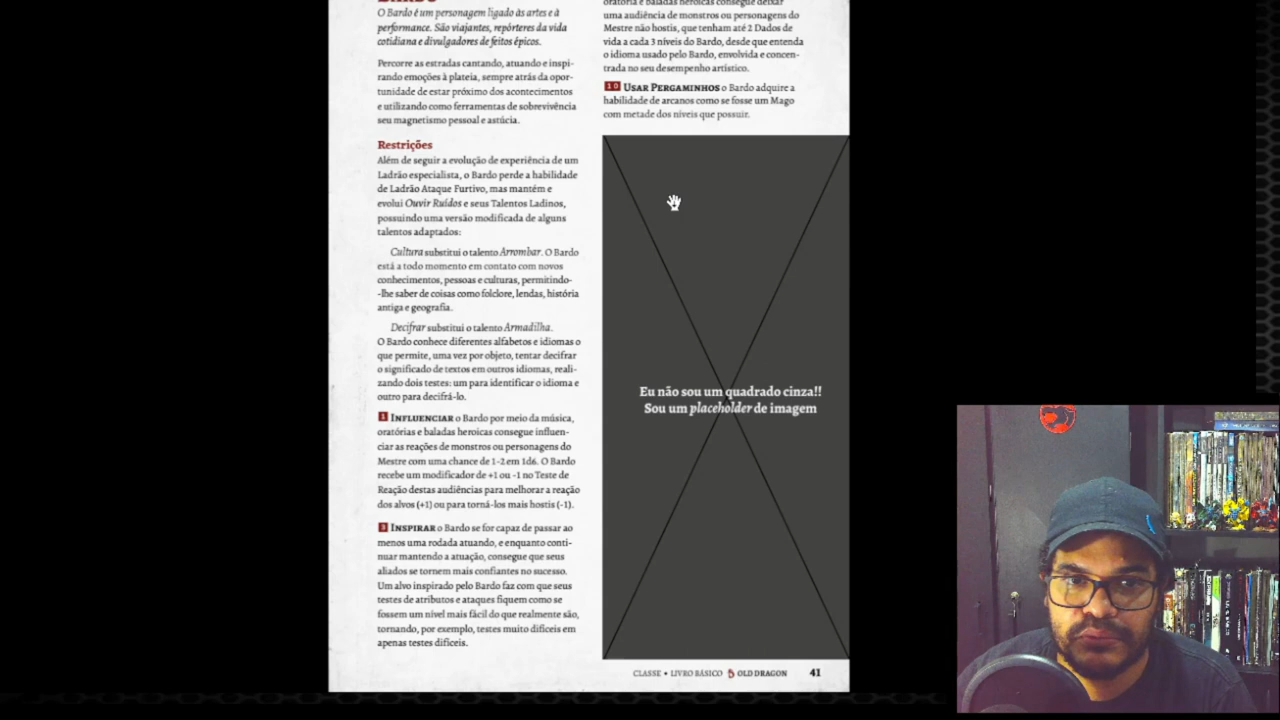 BARDO
O Bardo é um personagem ligado às artes e à
performance. São viajantes, repórteres da vida
cotidiana e divulgadores de feitos épicos.
Percorre as estradas cantando, atuando e inspi-
rando emoções à plateia, sempre atrás da opor-
tunidade de estar próximo dos acontecimentos
e utilizando como ferramentas de sobrevivência
seu magnetismo pessoal e astúcia.
Restrições
Além de seguir a evolução de experiência de um
Ladrão especialista, o Bardo perde a habilidade
de Ladrão Ataque Furtivo, mas mantém e
evolui Ouvir Ruídos e seus Talentos Ladinos,
possuindo uma versão modificada de alguns
talentos adaptados:
Cultura substitui o talento Arrombar. O Bardo
está a todo momento em contato com novos
conhecimentos, pessoas e culturas, permitindo-
-lhe saber de coisas como folclore, lendas, história
antiga e geografia.
Decifrar substitui o talento Armadilha.
O Bardo conhece diferentes alfabetos e idiomas o
que permite, uma vez por objeto, tentar decifrar
o significado de textos em outros idiomas, reali-
zando dois testes: um para identificar o idioma e
outro para decifrá-lo.
1 INFLUENCIAR o Bardo por meio da música,
oratórias e baladas heroicas consegue influen-
ciar as reações de monstros ou personagens do
Mestre com uma chance de 1-2 em 1d6. O Bardo
recebe um modificador de +1 ou -1 no Teste de
Reação destas audiências para melhorar a reação
dos alvos (+1) ou para torná-los mais hostis (-1).
3 INSPIRAR o Bardo se for capaz de passar ao
menos uma rodada atuando, e enquanto conti-
nuar mantendo a atuação, consegue que seus
aliados se tornem mais confiantes no sucesso.
Um alvo inspirado pelo Bardo faz com que seus
testes de atributos e ataques fiquem como se
fossem um nível mais fácil do que realmente são,
tornando, por exemplo, testes muito difíceis em
apenas testes difíceis.
oratória e baladas heroicas consegue deixar
uma audiência de monstros ou personagens do
Mestre não hostis, que tenham até 2 Dados de
vida a cada 3 níveis do Bardo, desde que entenda
o idioma usado pelo Bardo, envolvida e concen-
trada no seu desempenho artístico.
10 USAR PERGAMINHOS o Bardo adquire a
habilidade de arcanos como se fosse um Mago
com metade dos níveis que possuir.
Eu não sou um quadrado cinza!!
Sou um placeholder de imagem
CLASSE • LIVRO BÁSICO OLD DRAGON 41